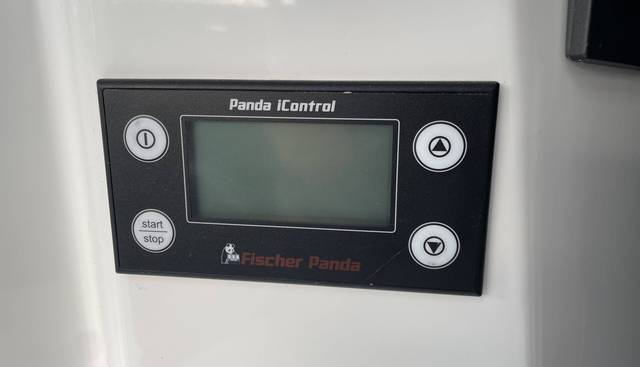 Panda iControl
start
stop
Fischer Panda